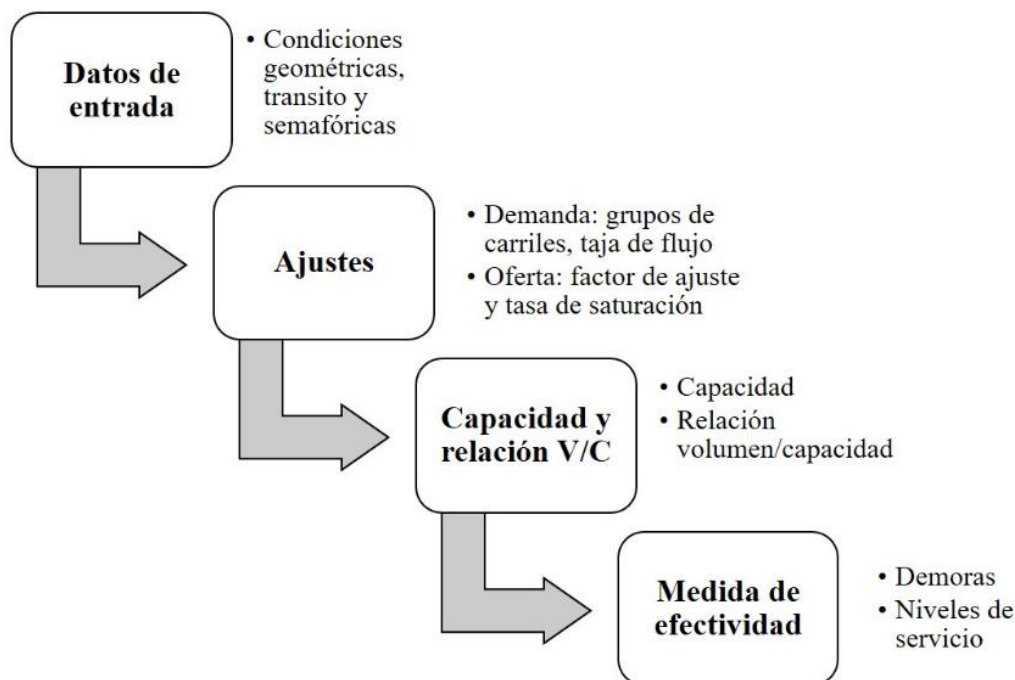 Datos de
entrada
• Condiciones
geométricas,
transito y
semafóricas
Ajustes
• Demanda: grupos de
carriles, taja de flujo
• Oferta: factor de ajuste
y tasa de saturación
Capacidad y
relación V/C
• Capacidad
• Relación
volumen/capacidad
Medida de
efectividad
• Demoras
• Niveles de
servicio